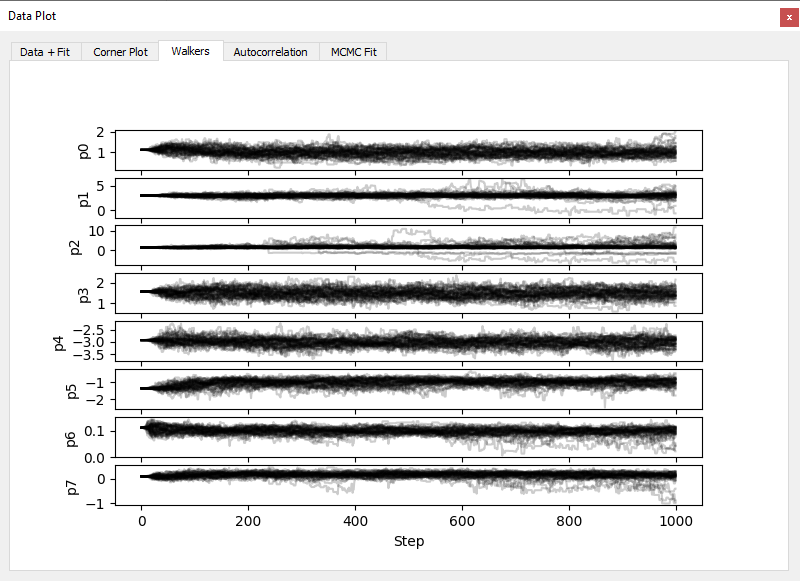 Data Plot
x
Data + Fit Corner Plot Walkers Autocorrelation MCMC Fit
p0
2
1
p1
5
0
p2
10
0
p3
2
1
p4
−2.5
−3.0
−3.5
p5
−1
−2
p6
0.1
0.0
p7
0
−1
0 200 400 600 800 1000
Step